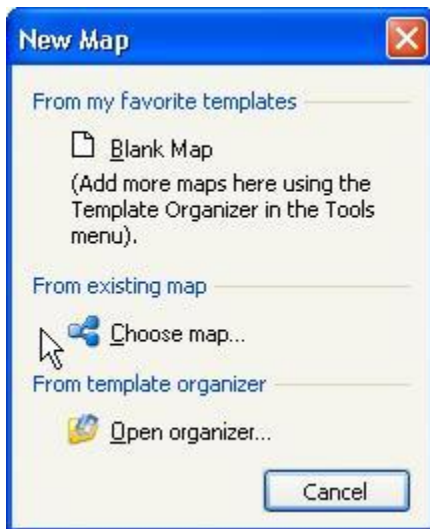 New Map
From my favorite templates
Blank Map
(Add more maps here using the
Template Organizer in the Tools
menu).
From existing map
Choose map...
From template organizer
Open organizer...
Cancel